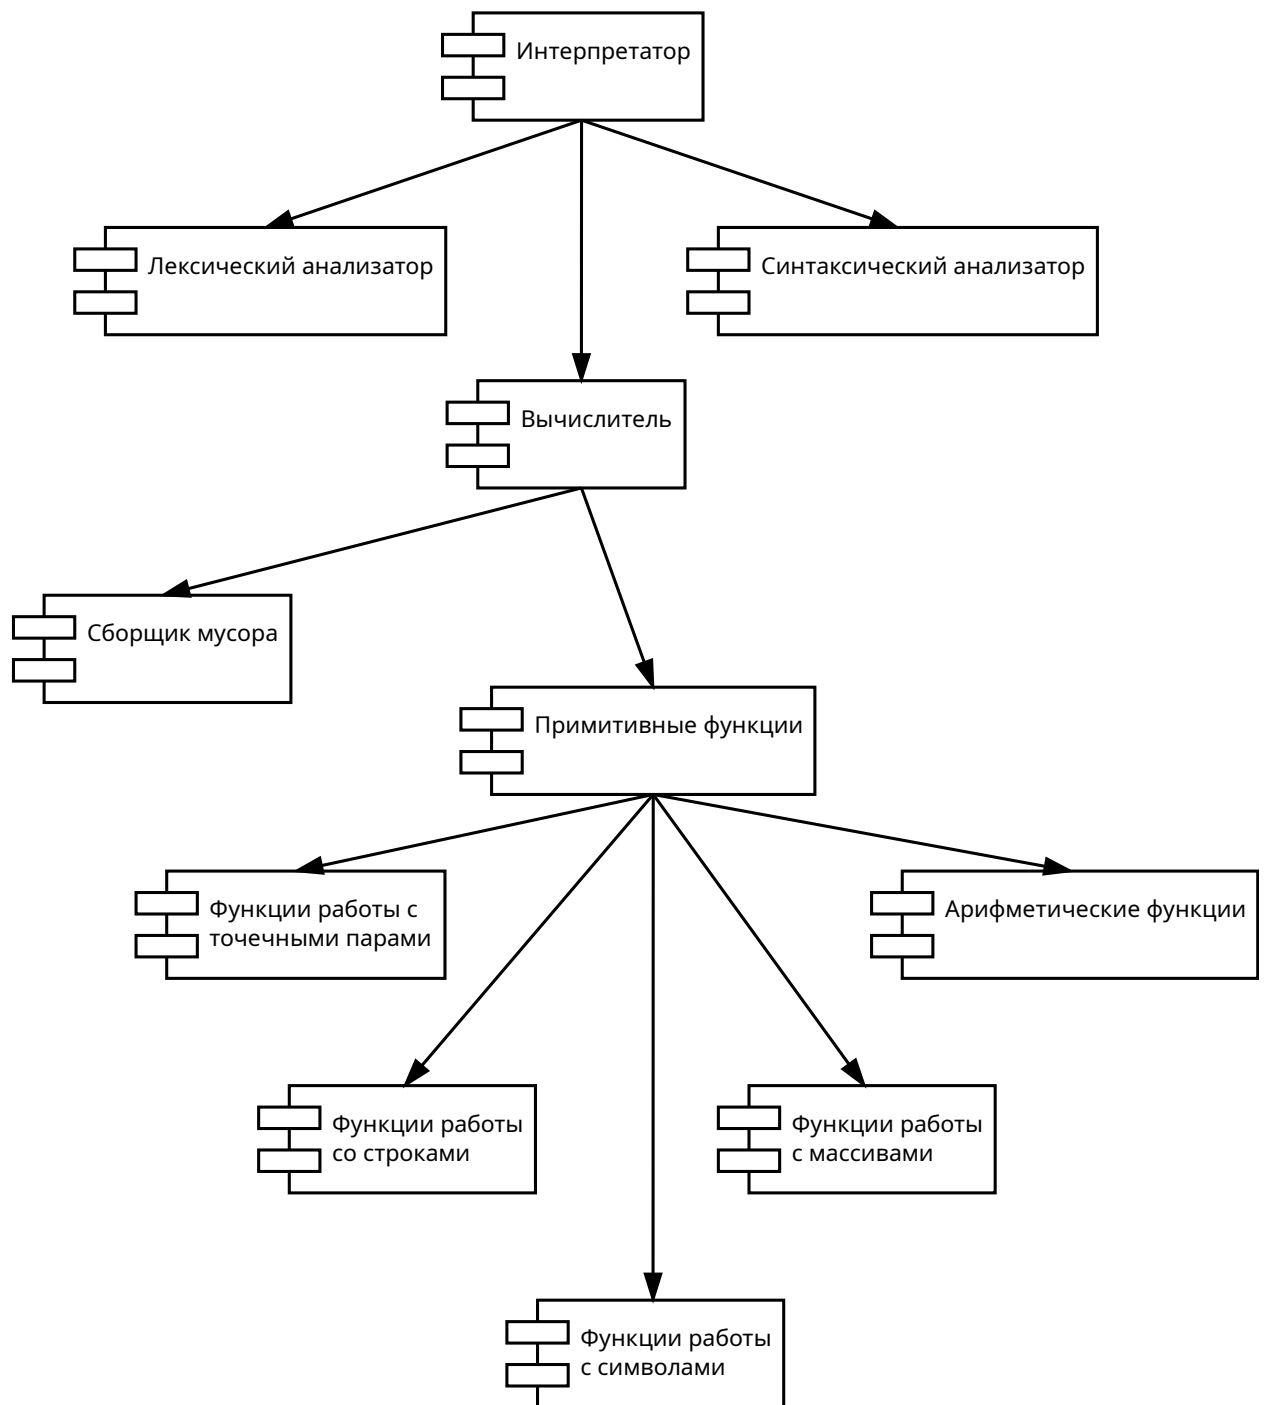 Интерпретатор
Лексический анализатор
Синтаксический анализатор
Вычислитель
Сборщик мусора
Примитивные функции
Функции работы с
точечными парами
Арифметические функции
Функции работы
со строками
Функции работы
с массивами
Функции работы
с символами